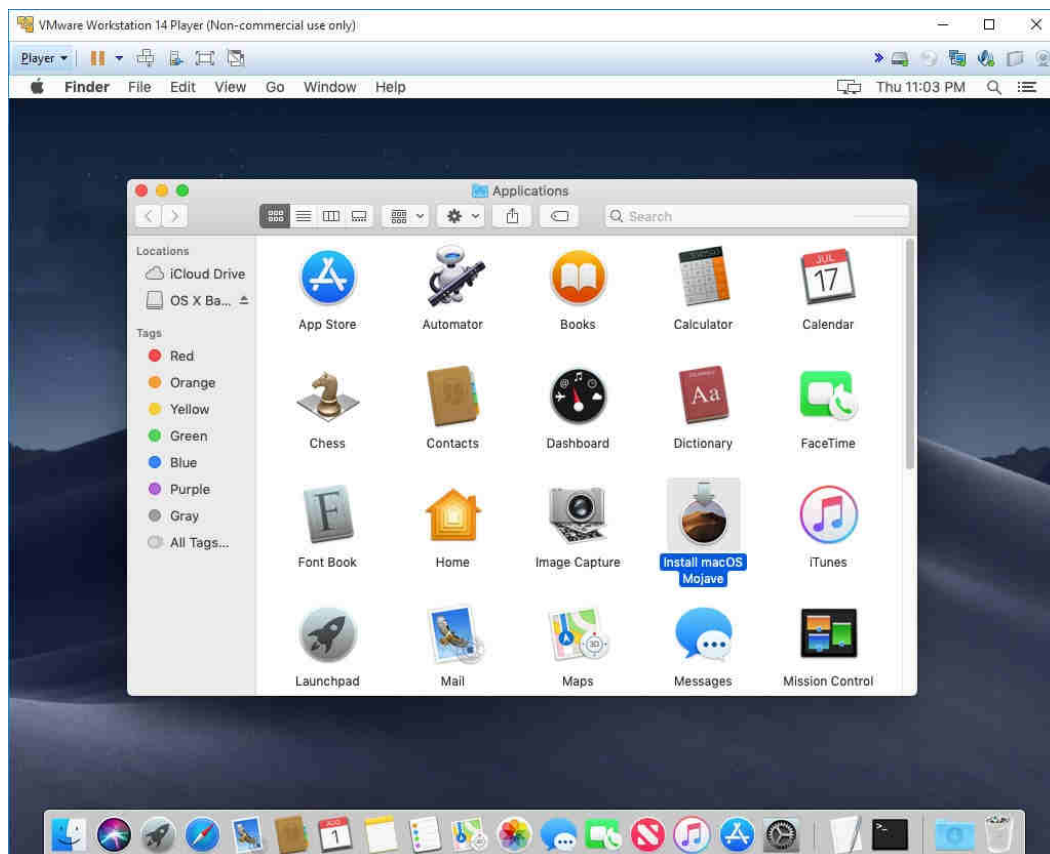 VMware Workstation 14 Player (Non-commercial use only)
Player
Finder File Edit View Go Window Help Thu 11:03 PM
Applications
Search
Locations
iCloud Drive
OS X Ba...
Tags
Red
Orange
Yellow
Green
Blue
Purple
Gray
All Tags...
JUL
17
App Store Automator Books Calculator Calendar
Aa
Chess Contacts Dashboard Dictionary FaceTime
F
3D
Font Book Home Image Capture Install macOS
Mojave
iTunes
Launchpad Mail Maps Messages Mission Control
1